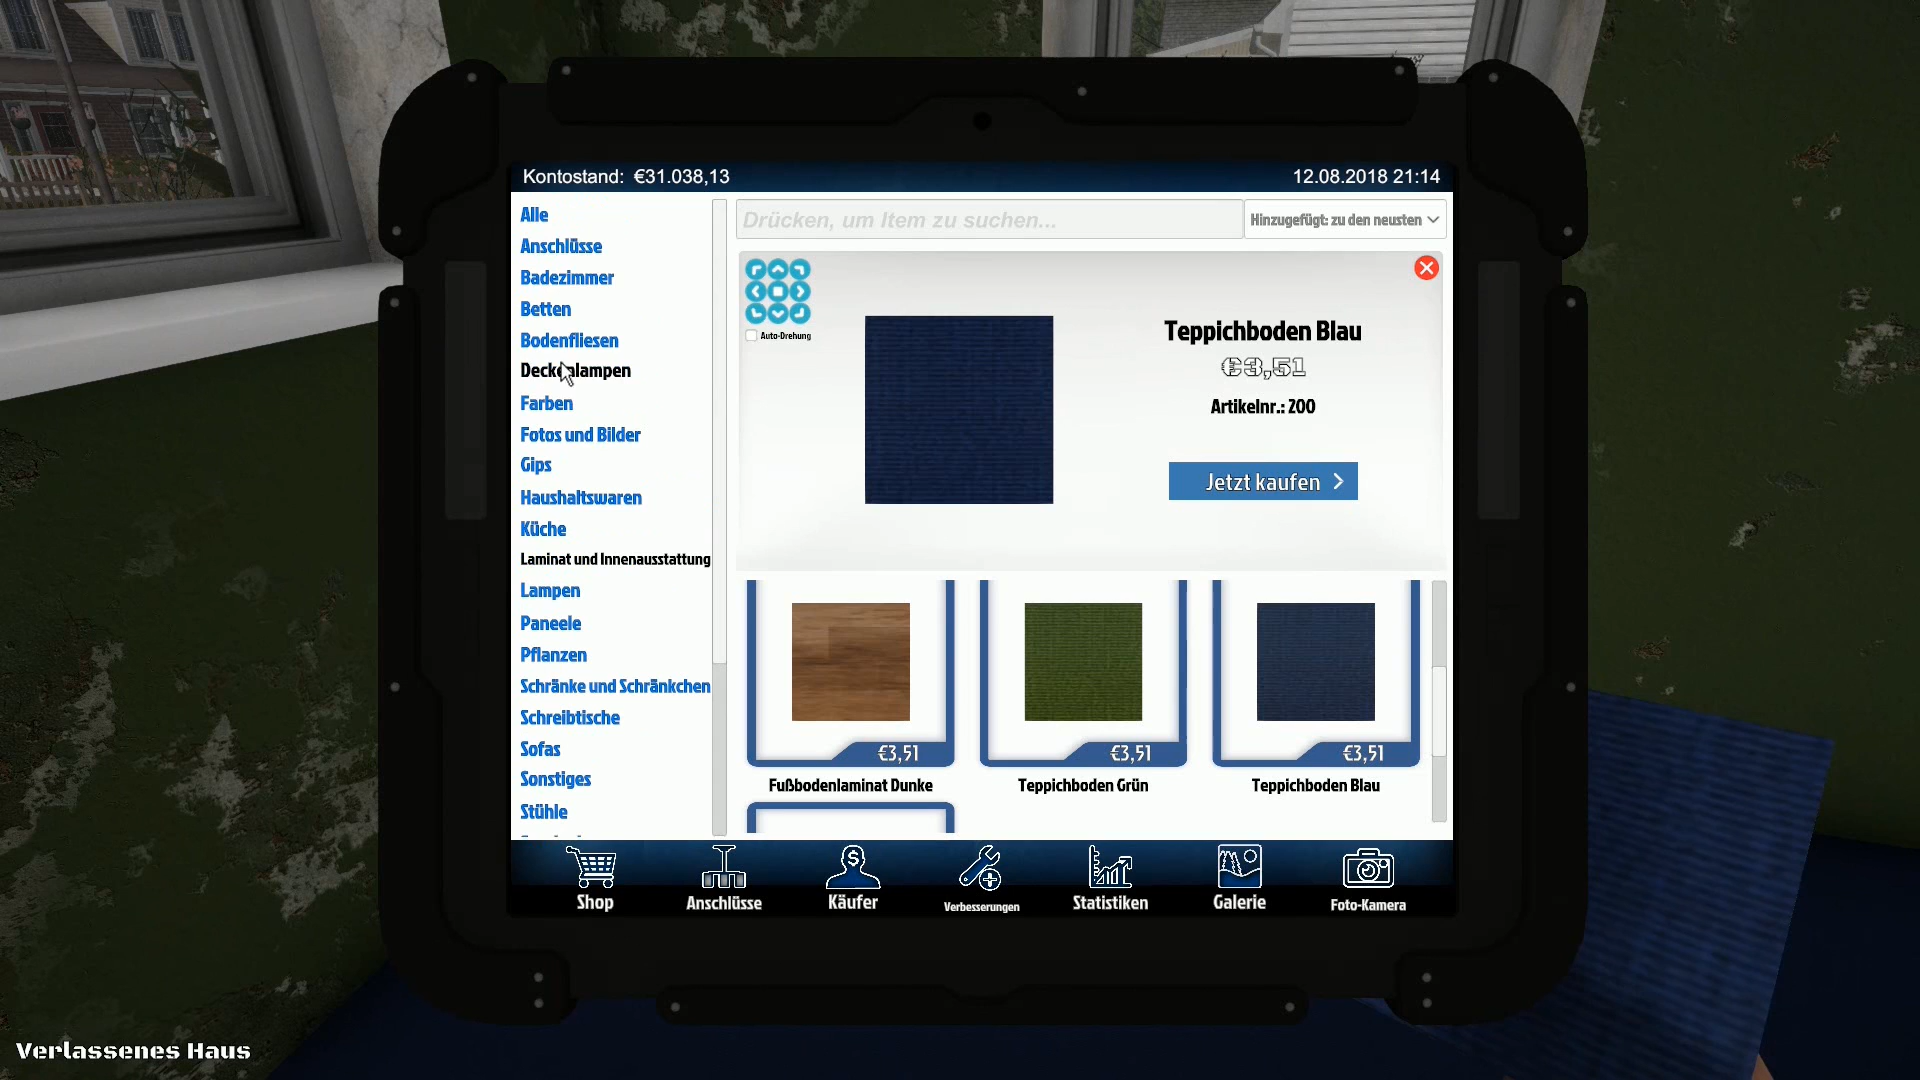 Kontostand: €31.038,13
12.08.2018 21:14
Alle
Anschlüsse
Badezimmer
Betten
Bodenfliesen
Deckenlampen
Farben
Fotos und Bilder
Gips
Haushaltswaren
Küche
Laminat und Innenausstattung
Lampen
Paneele
Pflanzen
Schränke und Schränkchen
Schreibtische
Sofas
Sonstiges
Stühle
Drücken, um Item zu suchen...
Hinzugefügt: zu den neusten
Auto-Drehung
Teppichboden Blau
€3,51
Artikelnr.: 200
Jetzt kaufen
€3,51
€3,51
€3,51
Fußbodenlaminat Dunke
Teppichboden Grün
Teppichboden Blau
Shop
Anschlüsse
Käufer
Verbesserungen
Statistiken
Galerie
Foto-Kamera
Verlassenes Haus